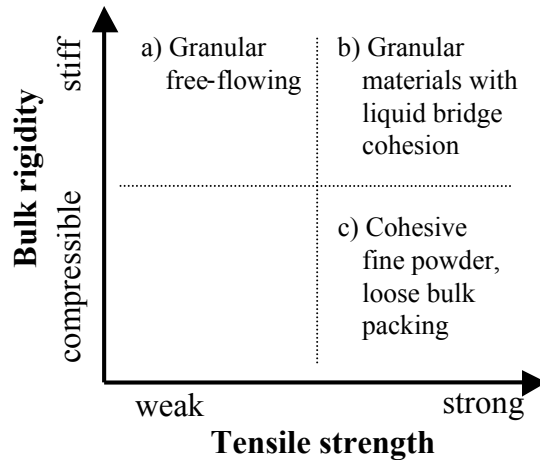 Bulk rigidity
stiff
compressible
a) Granular
free-flowing
b) Granular
materials with
liquid bridge
cohesion
c) Cohesive
fine powder,
loose bulk
packing
weak
strong
Tensile strength